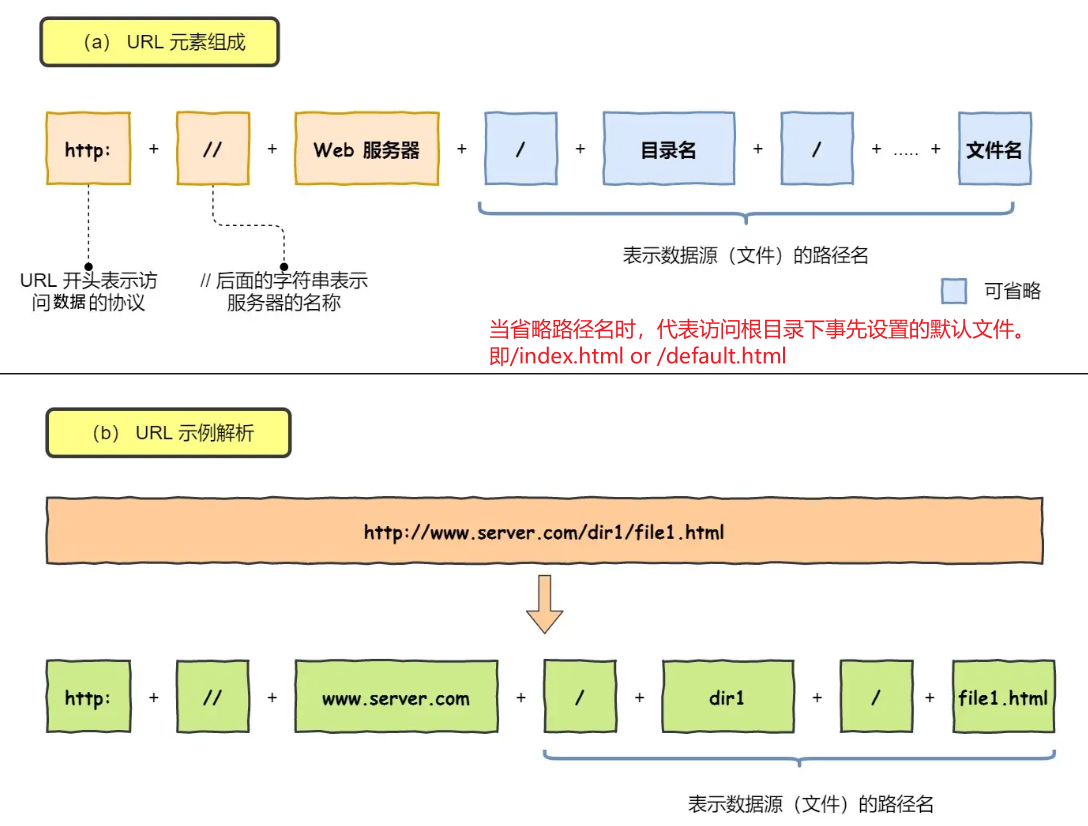 （a） URL 元素组成
http: + // + Web 服务器 + / + 目录名 + / + ..... + 文件名
表示数据源（文件）的路径名
URL 开头表示访
问数据的协议
// 后面的字符串表示
服务器的名称
可省略
当省略路径名时，代表访问根目录下事先设置的默认文件。
即/index.html or /default.html
（b） URL 示例解析
http://www.server.com/dir1/file1.html
http: + // + www.server.com + / + dir1 + / + file1.html
表示数据源（文件）的路径名